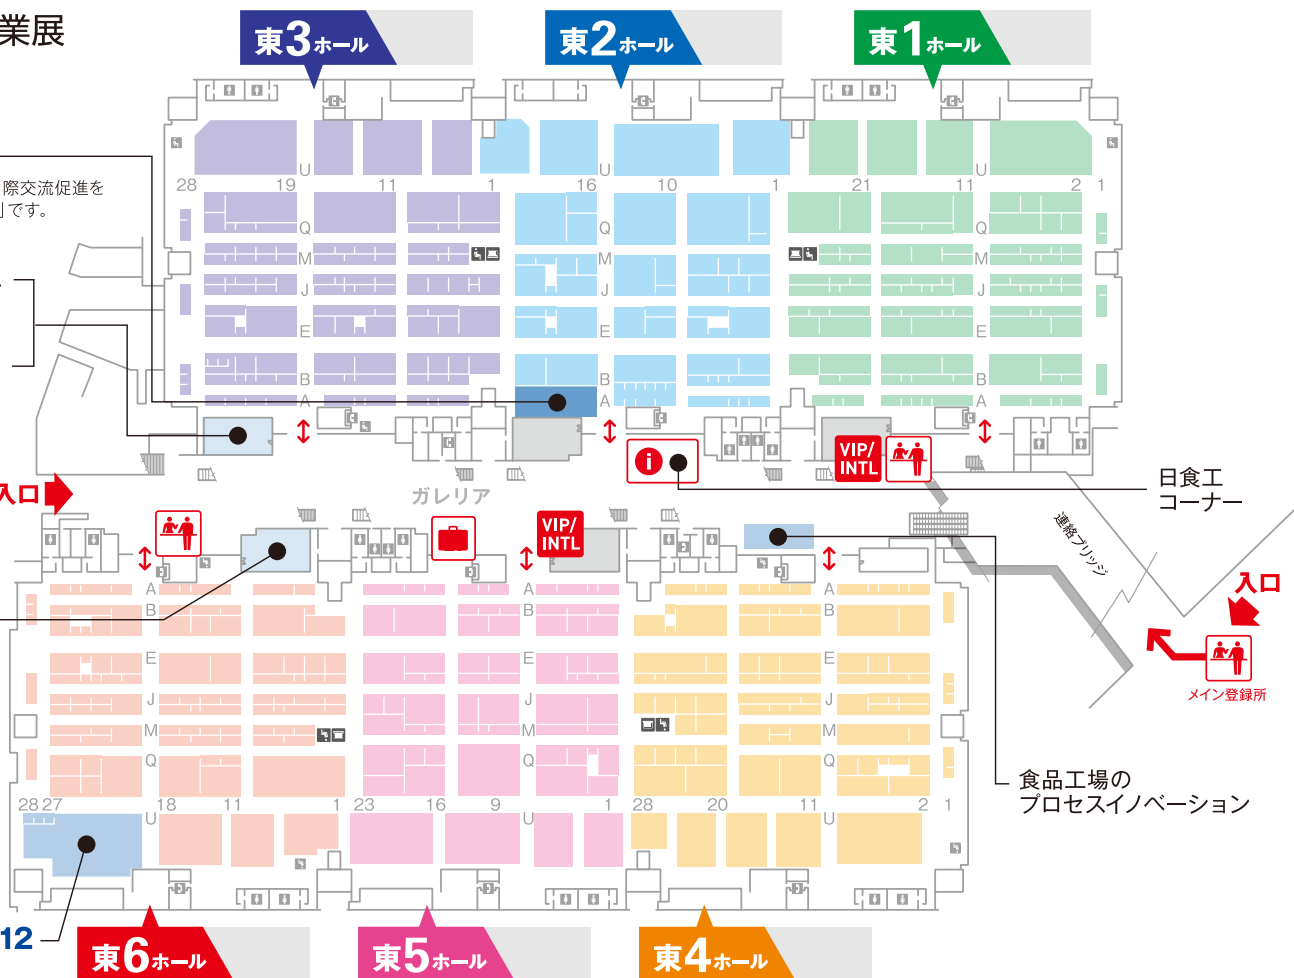 業展
東3ホール
東2ホール
東1ホール
際交流促進を
」です。
U
U
U
28
19
11
1
16
10
1
21
11
2
1
Q
Q
Q
M
M
M
J
J
J
E
E
E
B
B
B
A
A
A
VIP/
INTL
i
日食工
コーナー
入口
ガレリア
VIP/
INTL
連絡ブリッジ
入口
メイン登録所
A
A
A
B
B
B
E
E
E
J
J
J
M
M
M
Q
Q
Q
28
27
18
11
1
23
16
9
1
28
20
11
2
1
U
U
U
食品工場の
プロセスイノベーション
12
東6ホール
東5ホール
東4ホール